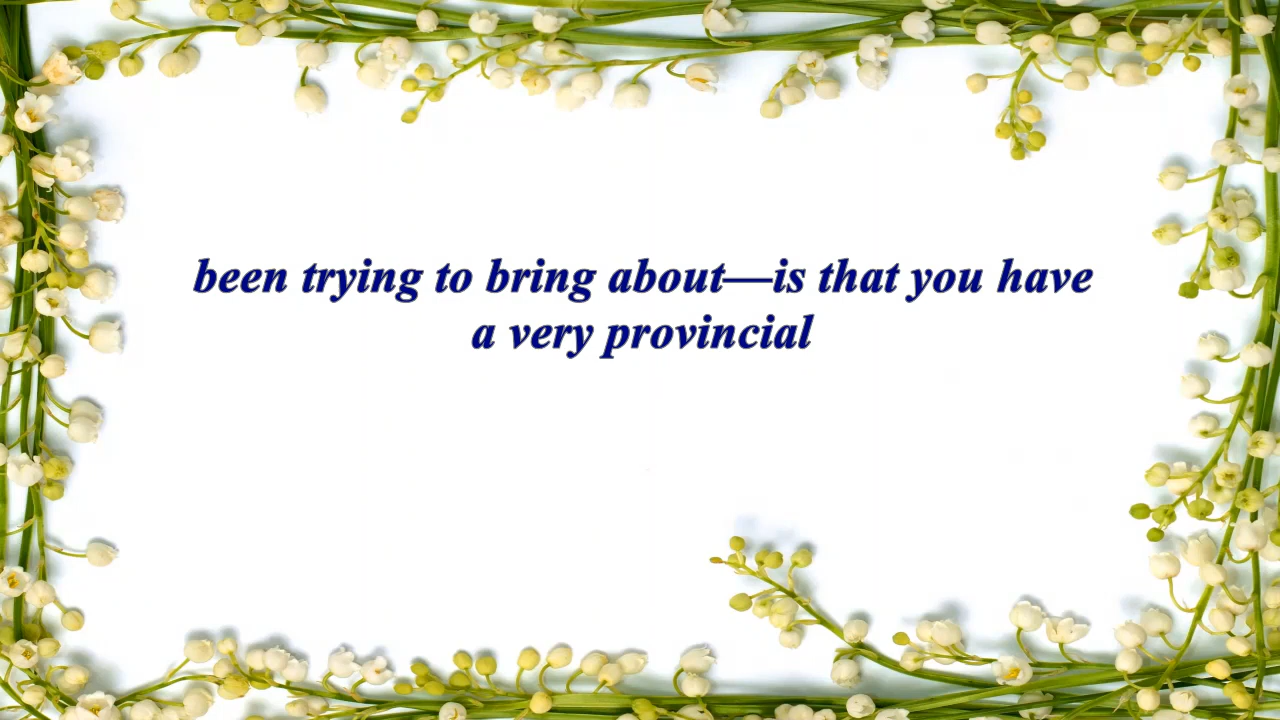 been trying to bring about—is that you have
a very provincial